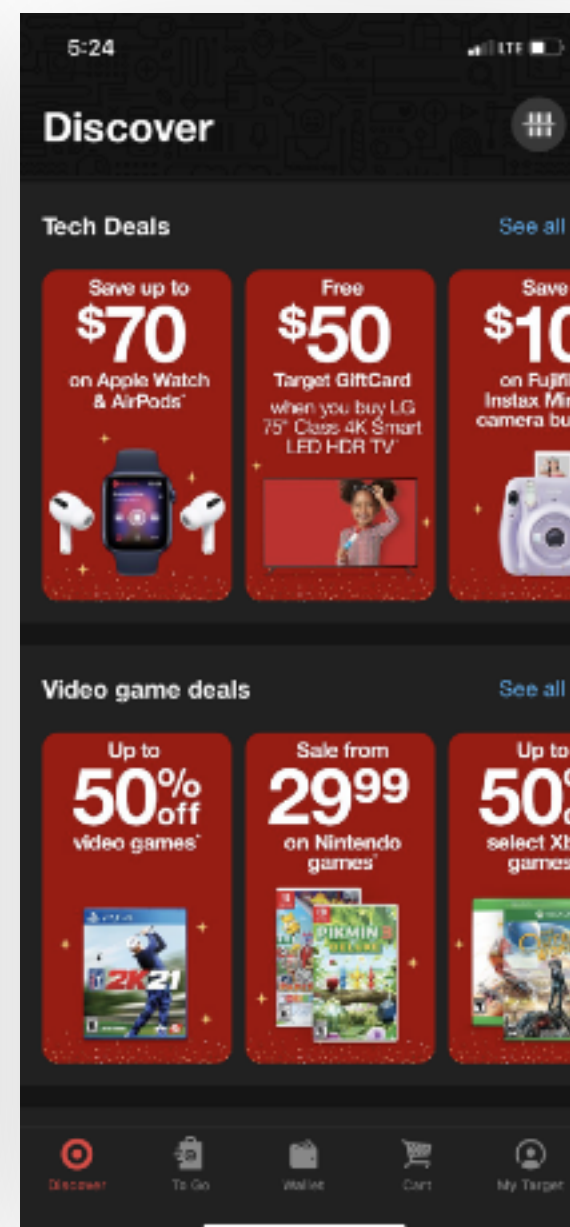 5:24
LTE
Discover
Tech Deals
See all
Save up to
$70
on Apple Watch
& AirPods*
Free
$50
Target GiftCard
when you buy LG
75" Class 4K Smart
LED HDR TV*
Save
$10
on Fujifi
Instax Mi
camera bu
Video game deals
See all
Up to
50% off
video games*
Sale from
2999
on Nintendo
games*
Up to
50%
select Xb
games
2K21
PIKMIN 3
DELUXE
Discover
To Go
Wallet
Cart
My Target